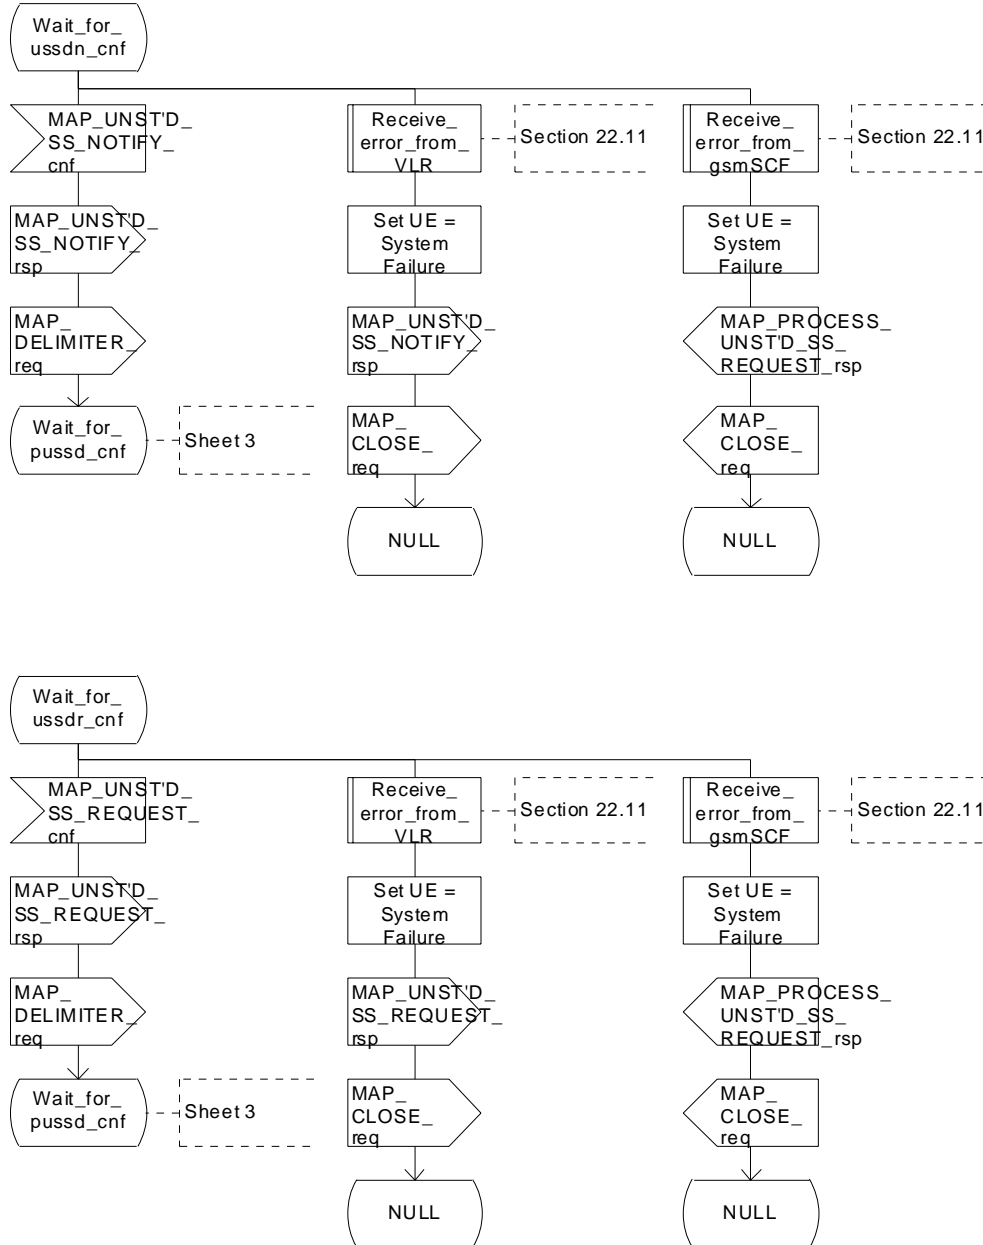 Wait_for_
ussdn_cnf
MAP_UNST'D_
SS_NOTIFY_
cnf
Receive_
error_from_
VLR
Section 22.11
Receive_
error_from_
gsmSCF
Section 22.11
MAP_UNST'D_
SS_NOTIFY_
rsp
Set UE =
System
Failure
Set UE =
System
Failure
MAP_
DELIMITER_
req
MAP_UNST'D_
SS_NOTIFY_
rsp
MAP_PROCESS_
UNST'D_SS_
REQUEST_rsp
Wait_for_
pussd_cnf
Sheet 3
MAP_
CLOSE_
req
MAP_
CLOSE_
req
NULL
NULL
Wait_for_
ussdr_cnf
MAP_UNST'D_
SS_REQUEST_
cnf
Receive_
error_from_
VLR
Section 22.11
Receive_
error_from_
gsmSCF
Section 22.11
MAP_UNST'D_
SS_REQUEST_
rsp
Set UE =
System
Failure
Set UE =
System
Failure
MAP_
DELIMITER_
req
MAP_UNST'D_
SS_REQUEST_
rsp
MAP_PROCESS_
UNST'D_SS_
REQUEST_rsp
Wait_for_
pussd_cnf
Sheet 3
MAP_
CLOSE_
req
MAP_
CLOSE_
req
NULL
NULL